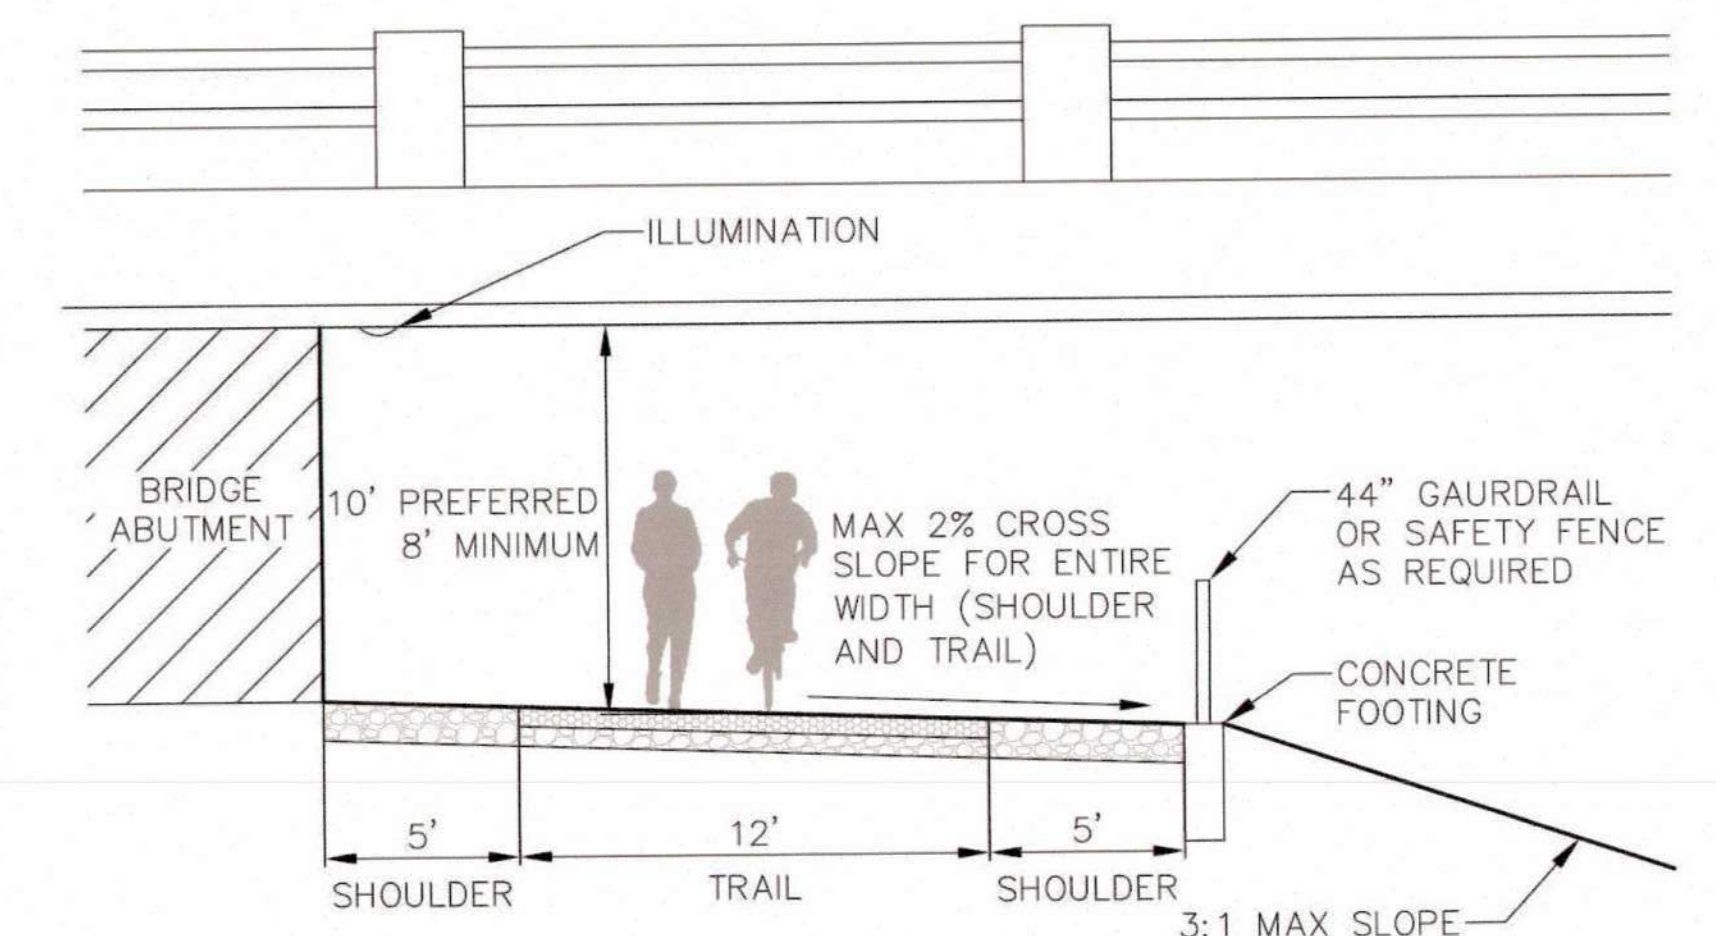 ILLUMINATION
BRIDGE
ABUTMENT
10' PREFERRED
8' MINIMUM
MAX 2% CROSS
SLOPE FOR ENTIRE
WIDTH (SHOULDER
AND TRAIL)
44" GAURDRAIL
OR SAFETY FENCE
AS REQUIRED
CONCRETE
FOOTING
5'
12'
5'
SHOULDER
TRAIL
SHOULDER
3:1 MAX SLOPE